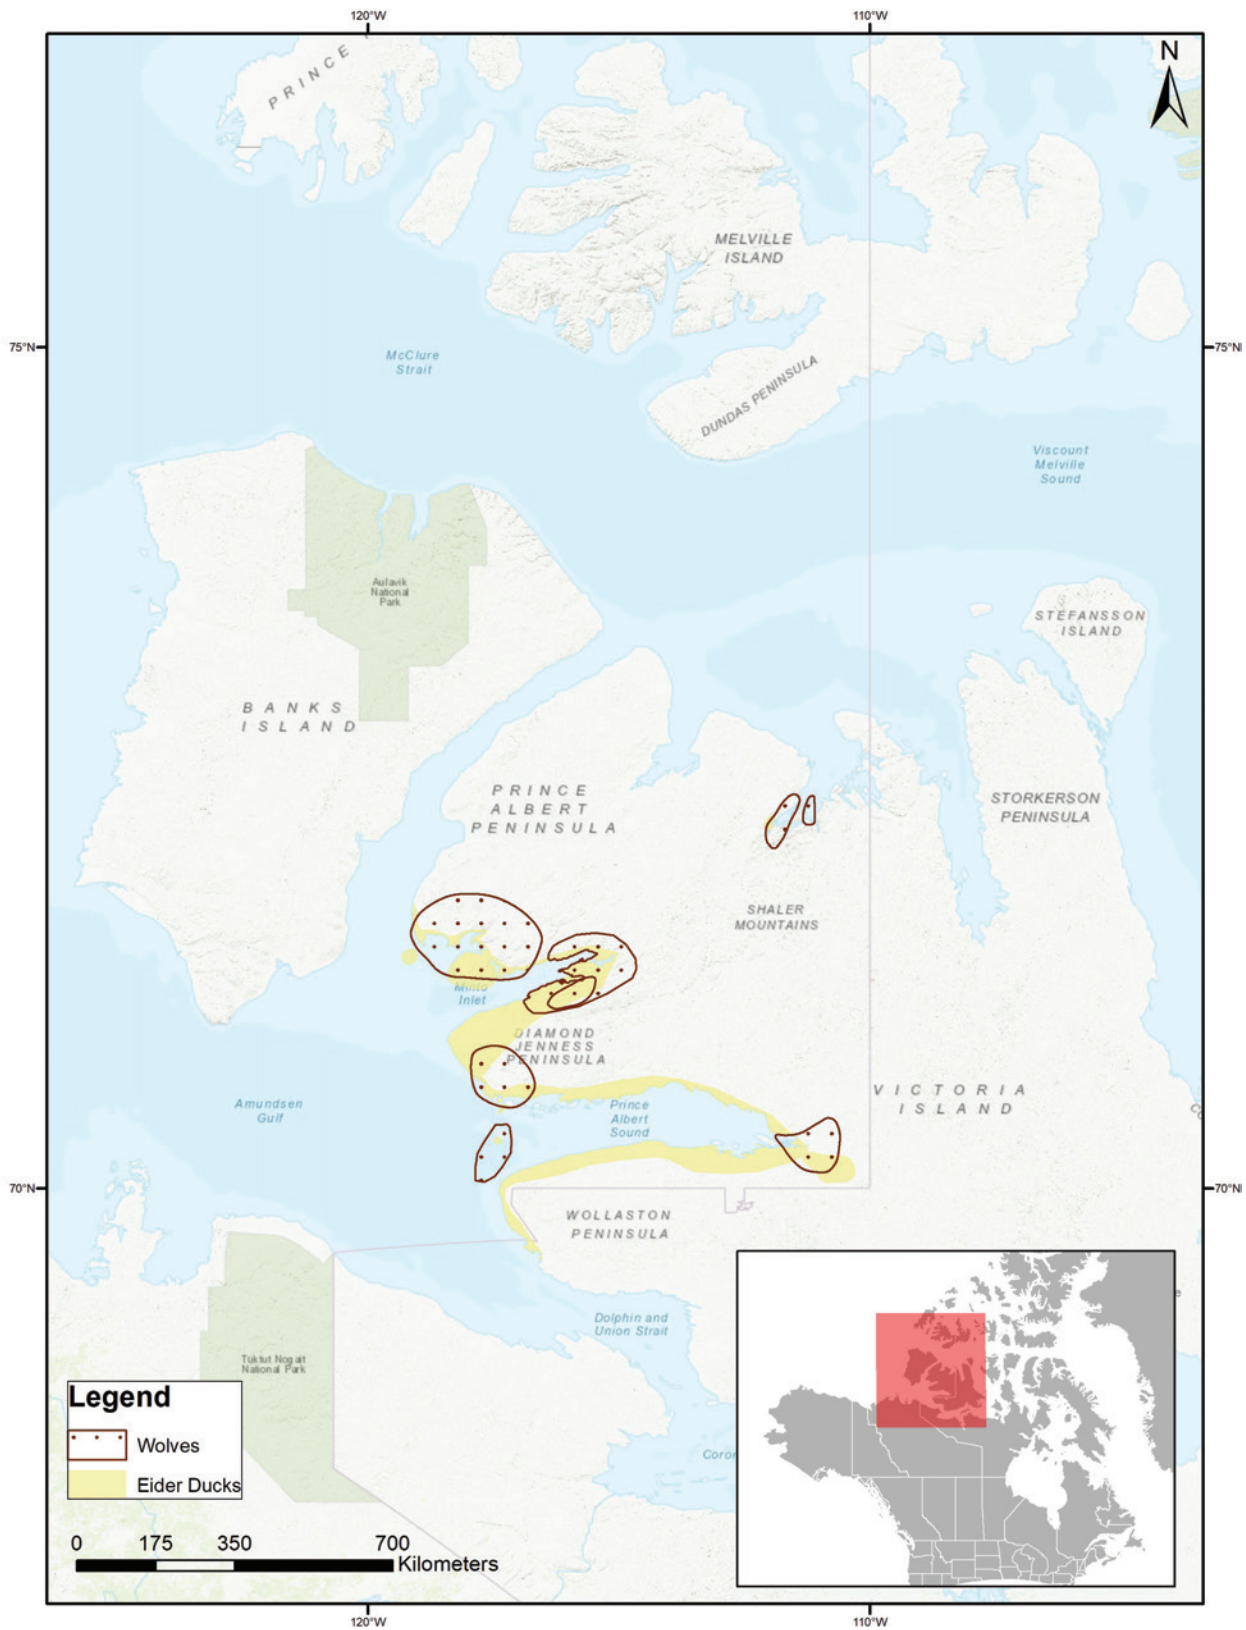 120°W
110°W
N
PRINCE
MELVILLE
ISLAND
75°N
75°N
McClure
Strait
DUNDAS PENINSULA
Viscount
Melville
Sound
Aulavik
National
Park
STEFANSSON
ISLAND
BANKS
ISLAND
PRINCE
ALBERT
PENINSULA
STORKERSON
PENINSULA
SHALER
MOUNTAINS
Minto
Inlet
DIAMOND
JENNESS
PENINSULA
VICTORIA
ISLAND
Amundsen
Gulf
Prince
Albert
Sound
70°N
70°N
WOLLASTON
PENINSULA
Dolphin and
Union Strait
Tuktut Nogait
National Park
Legend
Wolves
Eider Ducks
Coron
0 175 350 700
Kilometers
120°W
110°W